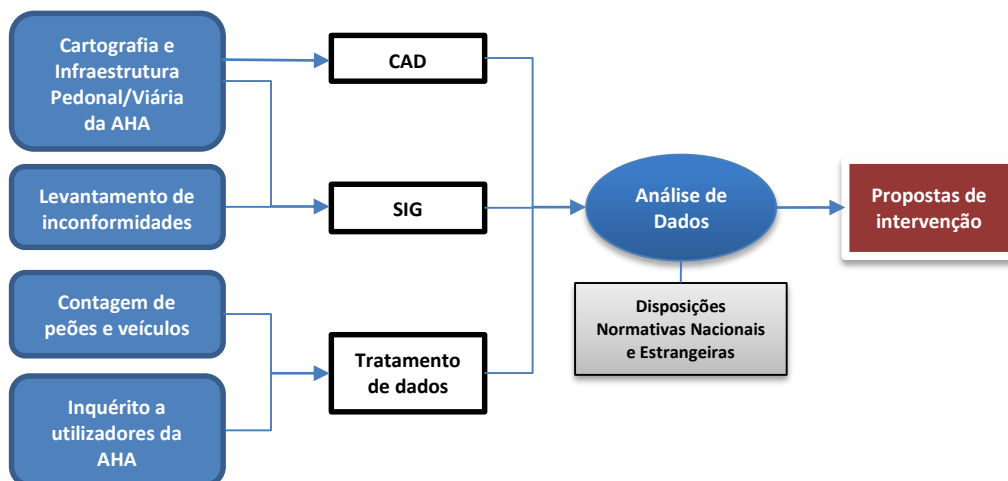 Cartografia e
Infraestrutura
Pedonal/Viária
da AHA
CAD
Levantamento de
inconformidades
SIG
Análise de
Dados
Propostas de
intervenção
Contagem de
peões e veículos
Disposições
Normativas Nacionais
e Estrangeiras
Tratamento
de dados
Inquérito a
utilizadores da
AHA